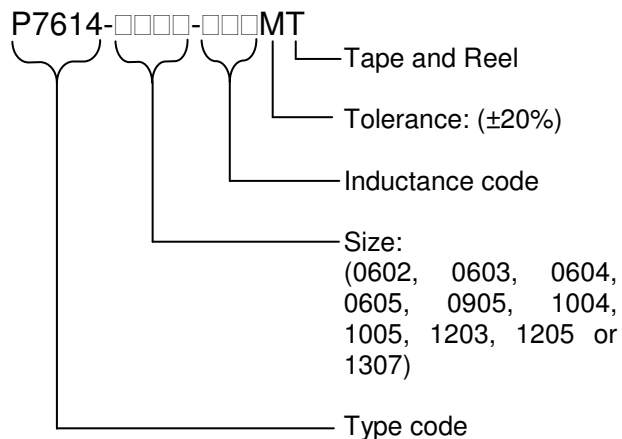 P7614-□□□□-□□□MT
Tape and Reel
Tolerance: (±20%)
Inductance code
Size:
(0602, 0603, 0604,
0605, 0905, 1004,
1005, 1203, 1205 or
1307)
Type code